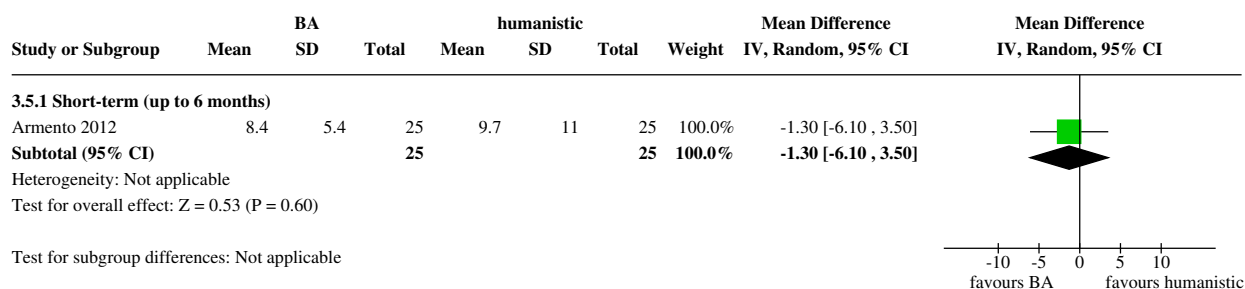 BA humanistic Mean Difference Mean Difference
Study or Subgroup Mean SD Total Mean SD Total Weight IV, Random, 95% CI IV, Random, 95% CI
3.5.1 Short-term (up to 6 months)
Armento 2012 8.4 5.4 25 9.7 11 25 100.0% -1.30 [-6.10 , 3.50]
Subtotal (95% CI) 25 25 100.0% -1.30 [-6.10 , 3.50]
Heterogeneity: Not applicable
Test for overall effect: Z = 0.53 (P = 0.60)
Test for subgroup differences: Not applicable
-10 -5 0 5 10
favours BA favours humanistic